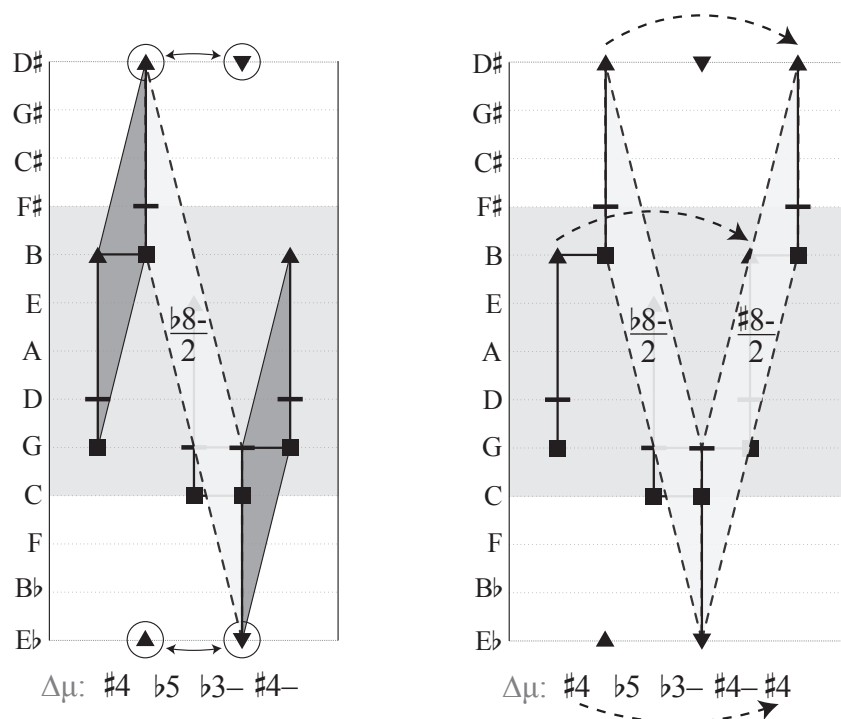 D♯ D♯
G♯ G♯
C♯ C♯
F♯ F♯
B B
E E
♭8- ♭8- ♯8-
2 2 2
A A
D D
G G
C C
F F
B♭ B♭
E♭ E♭
Δμ: ♯4 ♭5 ♭3– ♯4– Δμ: ♯4 ♭5 ♭3– ♯4– ♯4